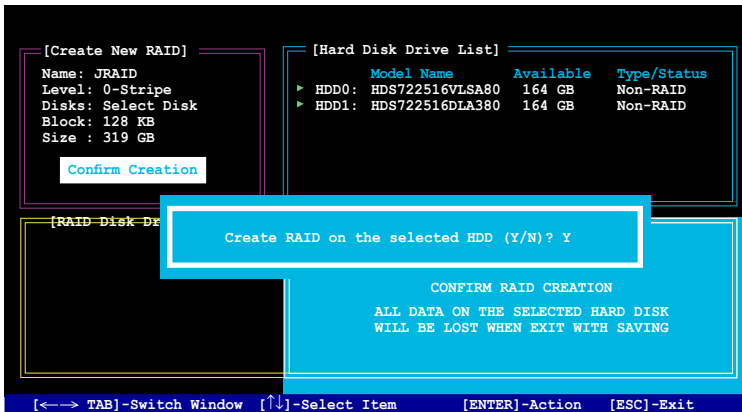 [Create New RAID]
Name: JRAID
Level: 0-Stripe
Disks: Select Disk
Block: 128 KB
Size : 319 GB
Confirm Creation
[Hard Disk Drive List]
Model Name Available Type/Status
HDD0: HDS722516VLSA80 164 GB Non-RAID
HDD1: HDS722516DLA380 164 GB Non-RAID
[RAID Disk Dr
Create RAID on the selected HDD (Y/N)? Y
CONFIRM RAID CREATION
ALL DATA ON THE SELECTED HARD DISK
WILL BE LOST WHEN EXIT WITH SAVING
[←—→ TAB]-Switch Window [↑↓]-Select Item [ENTER]-Action [ESC]-Exit